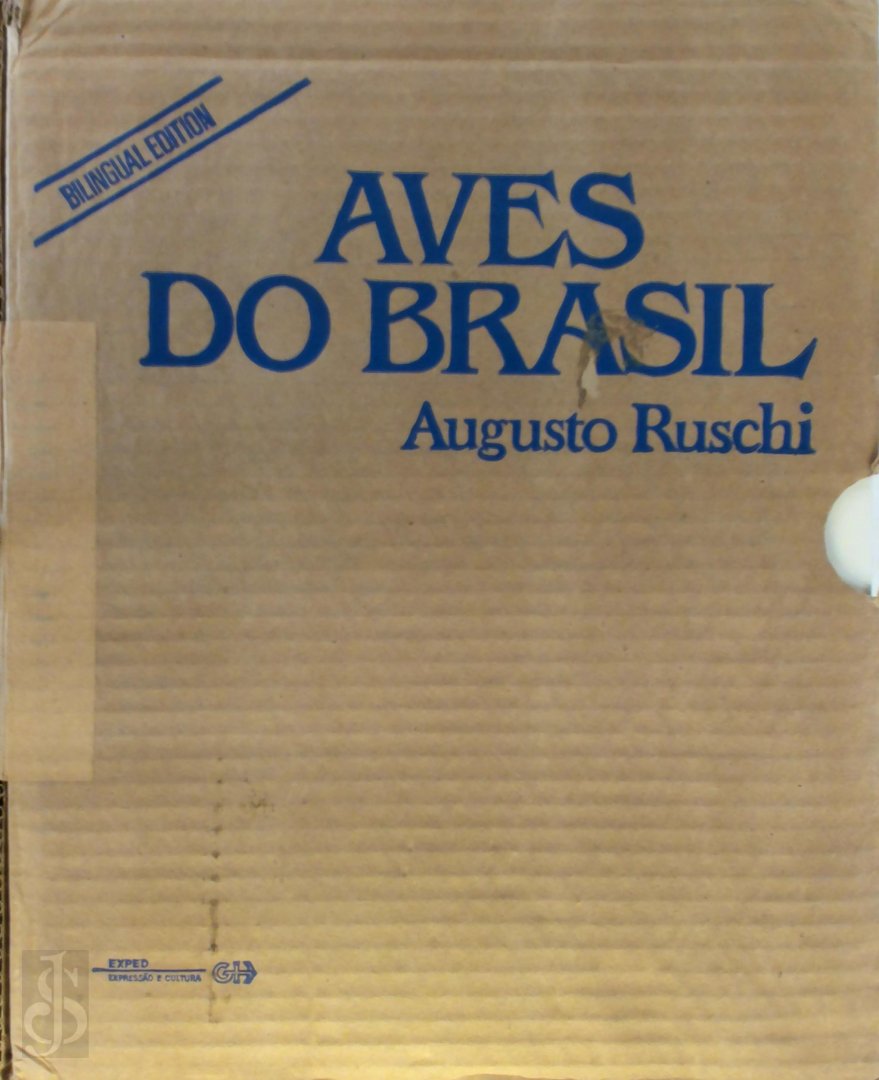 BILINGUAL EDITION
AVES
DO BRASIL
Augusto Ruschi
EXPED
EXPRESSÃO E CULTURA